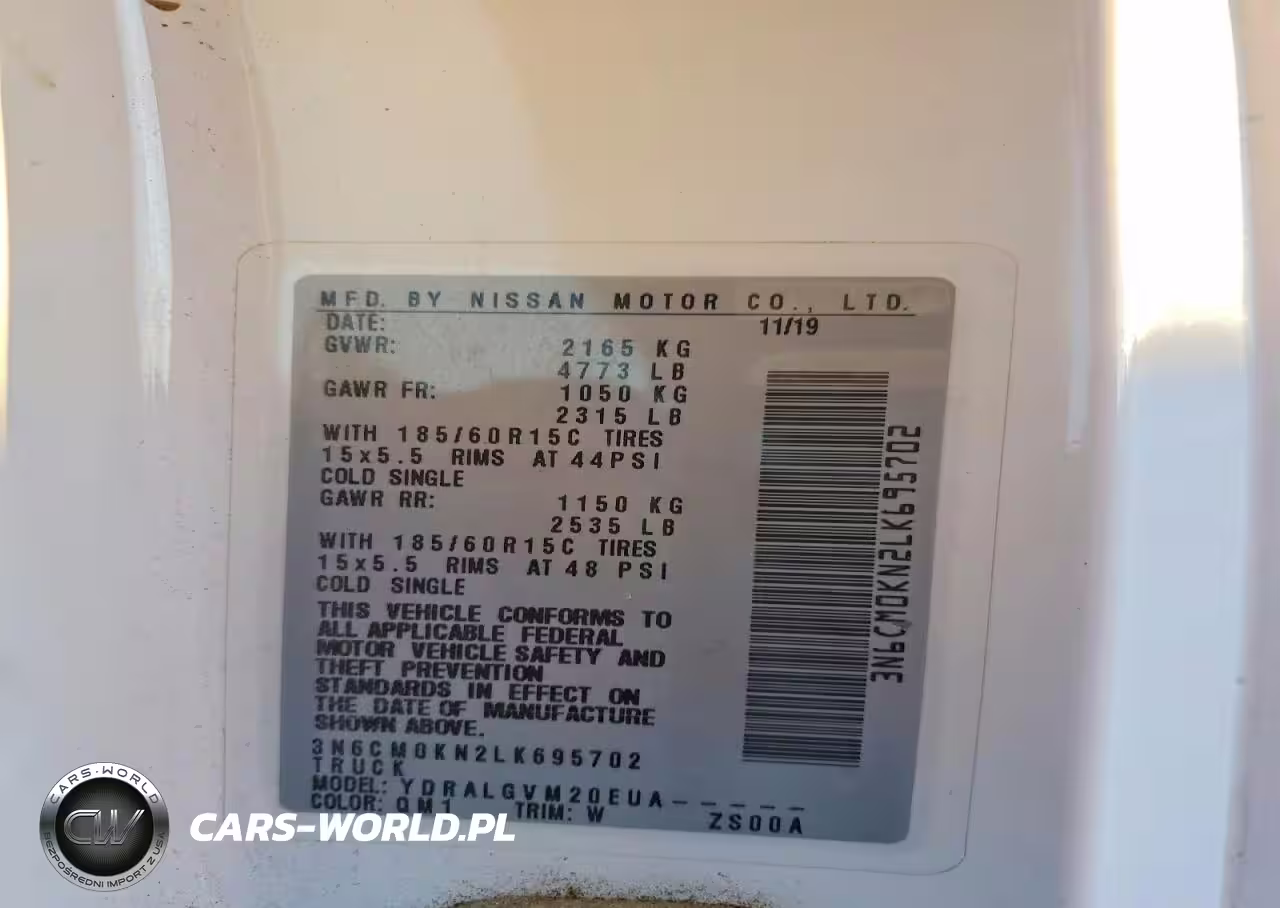 MFD. BY NISSAN MOTOR CO., LTD.
DATE: 11/19
GVWR: 2165 KG
4773 LB
GAWR FR: 1050 KG
2315 LB
WITH 185/60R15C TIRES
15x5.5 RIMS AT 44PSI
COLD SINGLE
GAWR RR: 1150 KG
2535 LB
WITH 185/60R15C TIRES
15x5.5 RIMS AT 48 PSI
COLD SINGLE
THIS VEHICLE CONFORMS TO
ALL APPLICABLE FEDERAL
MOTOR VEHICLE SAFETY AND
THEFT PREVENTION
STANDARDS IN EFFECT ON
THE DATE OF MANUFACTURE
SHOWN ABOVE.
3N6CM0KN2LK695702
TRUCK
MODEL: YDRALGVM20EUA-----
COLOR: QM1 TRIM: W ZS00A
3N6CM0KN2LK695702
CARS-WORLD
CW
BEZPOŚREDNI IMPORT Z USA
CARS-WORLD.PL